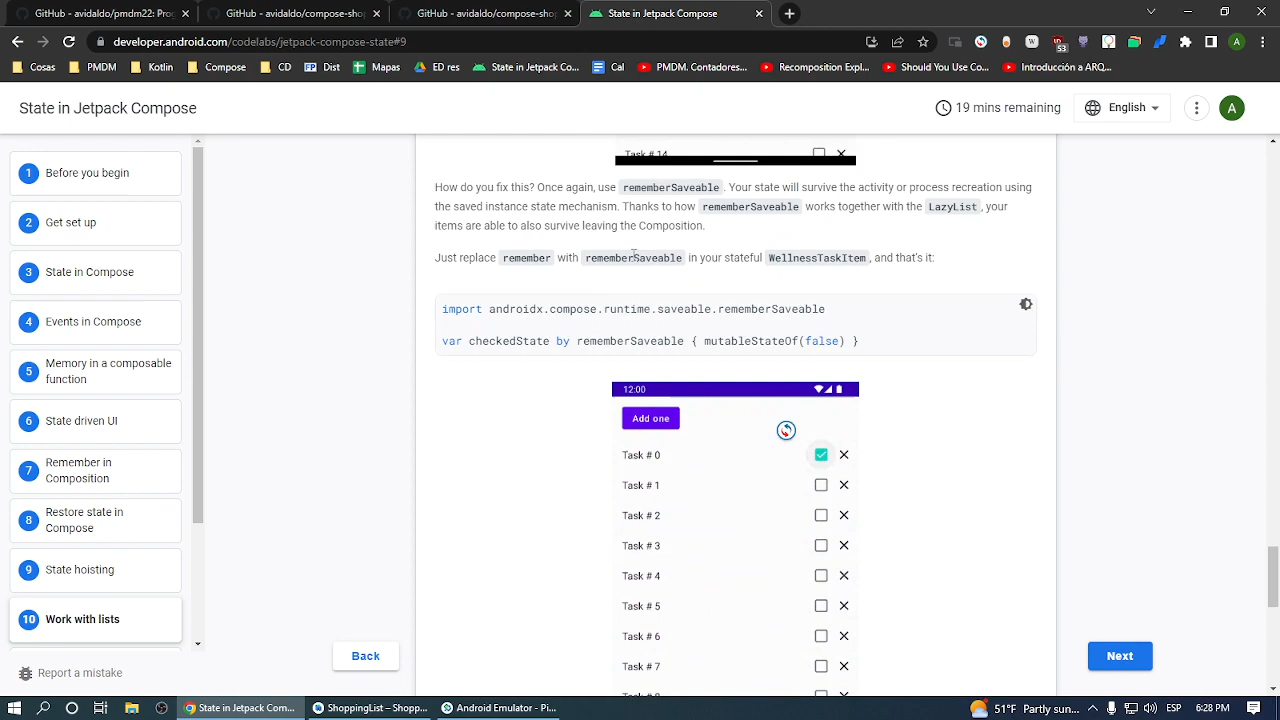 GitHub - avidaldo/pmdm22: Prog
GitHub - avidaldo/compose-shop
GitHub - avidaldo/compose-shop
State in Jetpack Compose
developer.android.com/codelabs/jetpack-compose-state#9
53
A
Cosas
PMDM
Kotlin
Compose
CD
Dist
Mapas
ED res
State in Jetpack Co...
Cal
PMDM. Contadores...
Recomposition Expl...
Should You Use Co...
Introducción a ARQ...
State in Jetpack Compose
19 mins remaining
English
A
1 Before you begin
2 Get set up
3 State in Compose
4 Events in Compose
5 Memory in a composable
function
6 State driven UI
7 Remember in
Composition
8 Restore state in
Compose
9 State hoisting
10 Work with lists
Report a mistake
Task # 14
How do you fix this? Once again, use rememberSaveable. Your state will survive the activity or process recreation using
the saved instance state mechanism. Thanks to how rememberSaveable works together with the LazyList, your
items are able to also survive leaving the Composition.
Just replace remember with rememberSaveable in your stateful WellnessTaskItem, and that's it:
import androidx.compose.runtime.saveable.rememberSaveable
var checkedState by rememberSaveable { mutableStateOf(false) }
12:00
Add one
Task # 0
Task # 1
Task # 2
Task # 3
Task # 4
Task # 5
Task # 6
Task # 7
Back
Next
State in Jetpack Com...
ShoppingList – Shopp...
Android Emulator - Pi...
51°F Partly sunny
ESP
6:28 PM